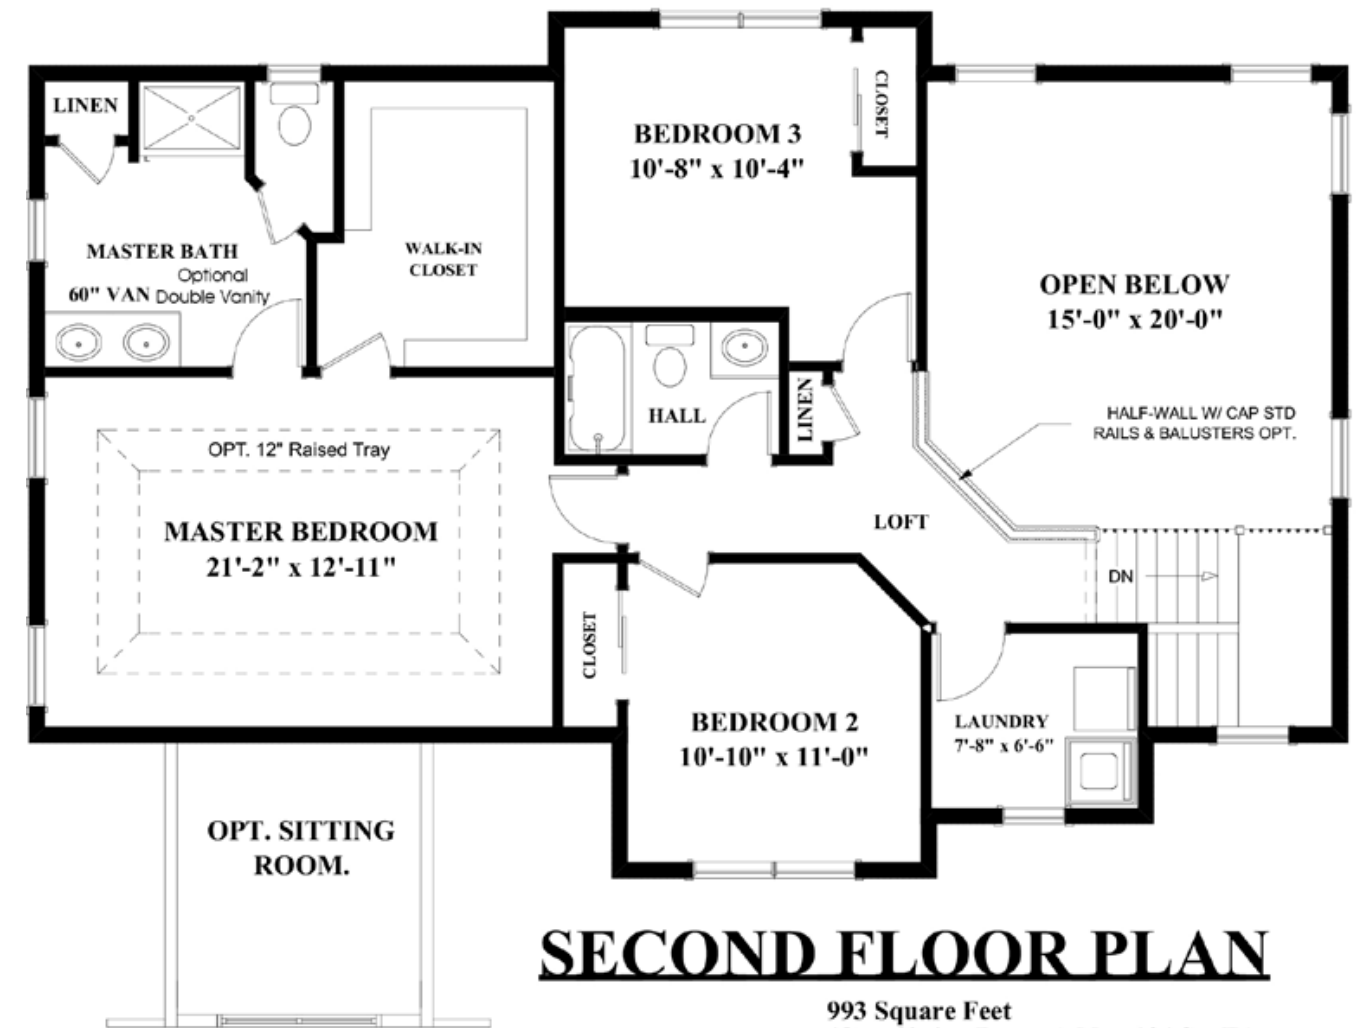 LINEN
CLOSET
BEDROOM 3
10'-8" x 10'-4"
MASTER BATH
Optional
60" VAN Double Vanity
WALK-IN
CLOSET
OPEN BELOW
15'-0" x 20'-0"
HALL
LINEN
HALF-WALL W/ CAP STD
RAILS & BALUSTERS OPT.
OPT. 12" Raised Tray
MASTER BEDROOM
21'-2" x 12'-11"
LOFT
DN
CLOSET
BEDROOM 2
10'-10" x 11'-0"
LAUNDRY
7'-8" x 6'-6"
OPT. SITTING
ROOM.
SECOND FLOOR PLAN
993 Square Feet